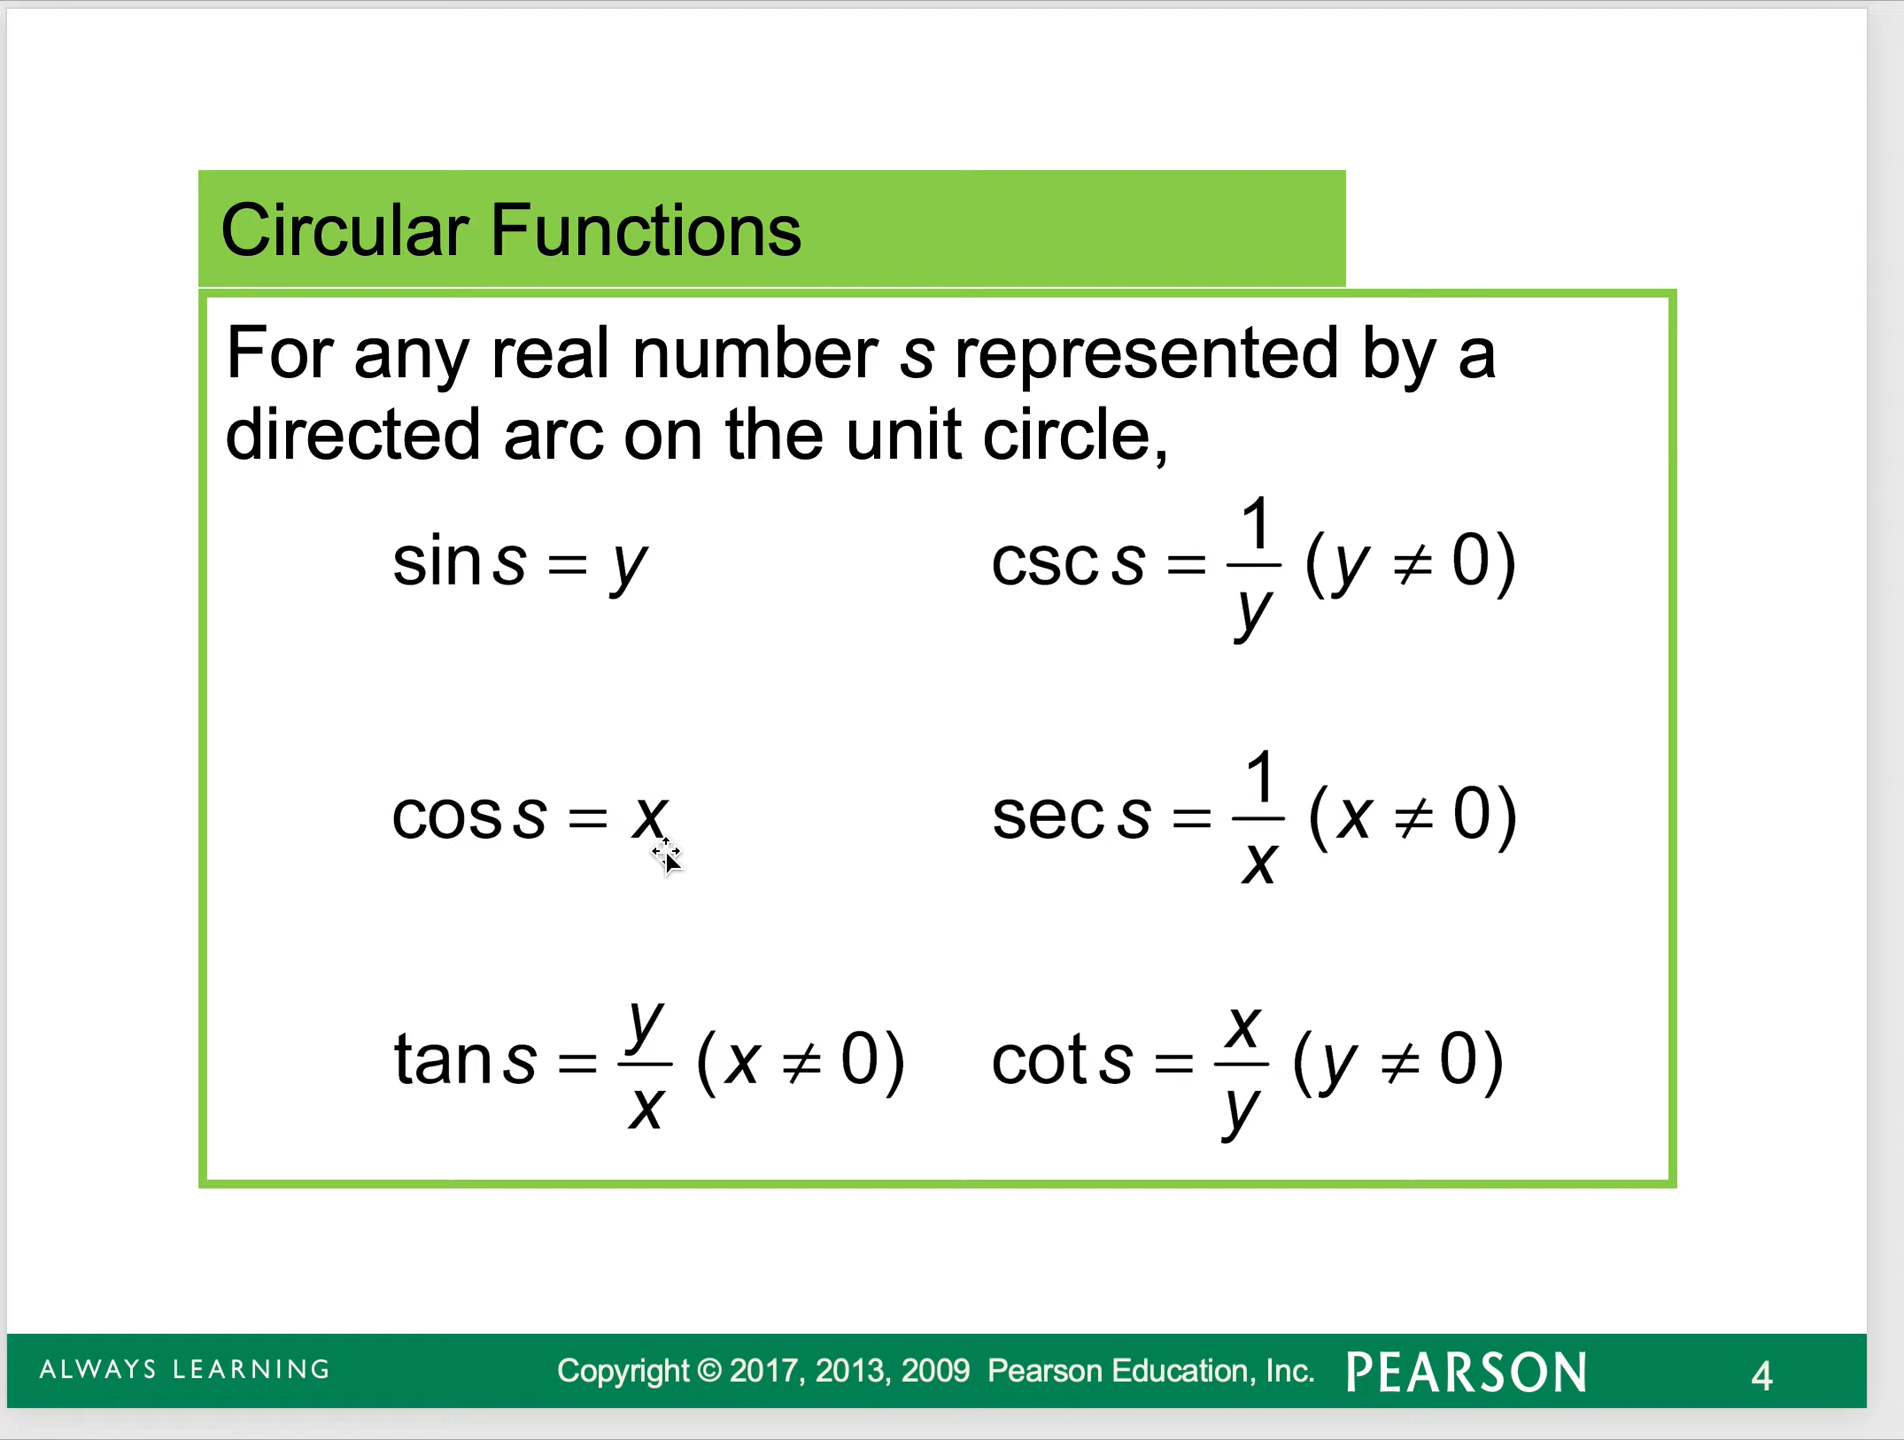 Circular Functions
For any real number s represented by a
directed arc on the unit circle,
sin s = y    csc s = 1/y (y ≠ 0)
cos s = x    sec s = 1/x (x ≠ 0)
tan s = y/x (x ≠ 0)    cot s = x/y (y ≠ 0)
ALWAYS LEARNING    Copyright © 2017, 2013, 2009 Pearson Education, Inc.    PEARSON    4